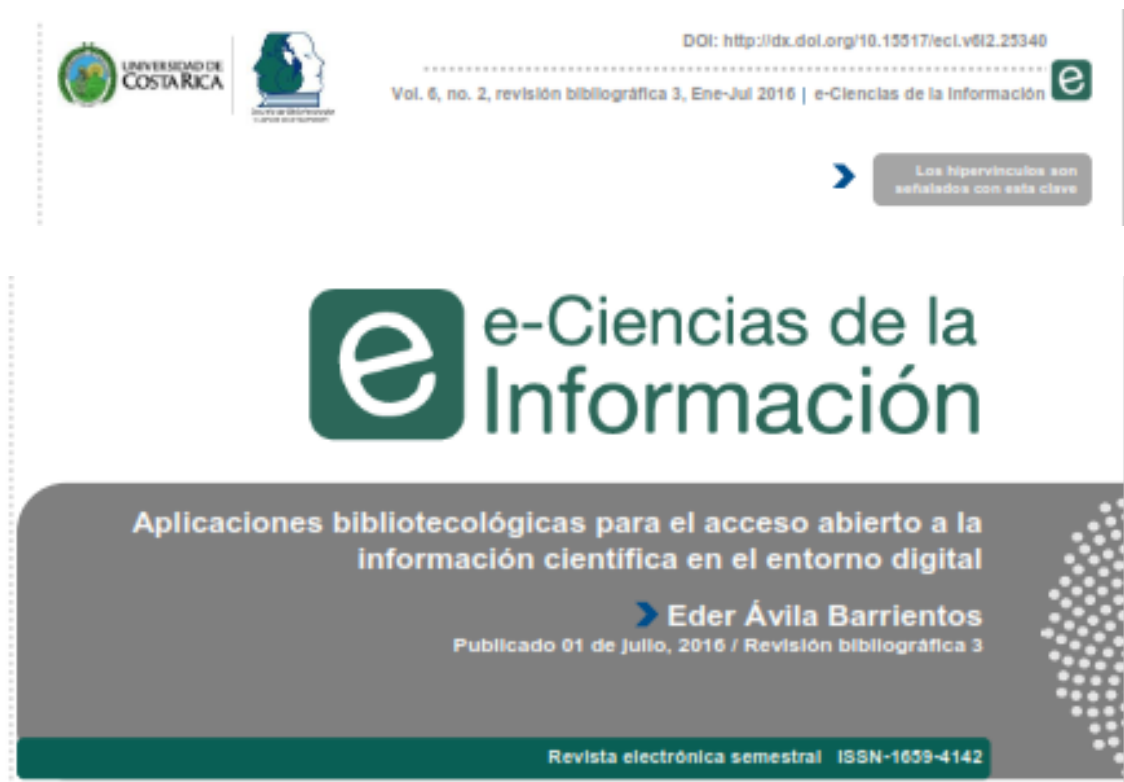 UNIVERSIDAD DE
COSTA RICA
DOI: http://dx.doi.org/10.15517/eci.v6i2.25340
Vol. 6, no. 2, revisión bibliográfica 3, Ene-Jul 2016 | e-Ciencias de la Información
e
Los hipervínculos son
señalados con esta clave
e
e-Ciencias de la
Información
Aplicaciones bibliotecológicas para el acceso abierto a la
información científica en el entorno digital
Eder Ávila Barrientos
Publicado 01 de julio, 2016 / Revisión bibliográfica 3
Revista electrónica semestral ISSN-1659-4142